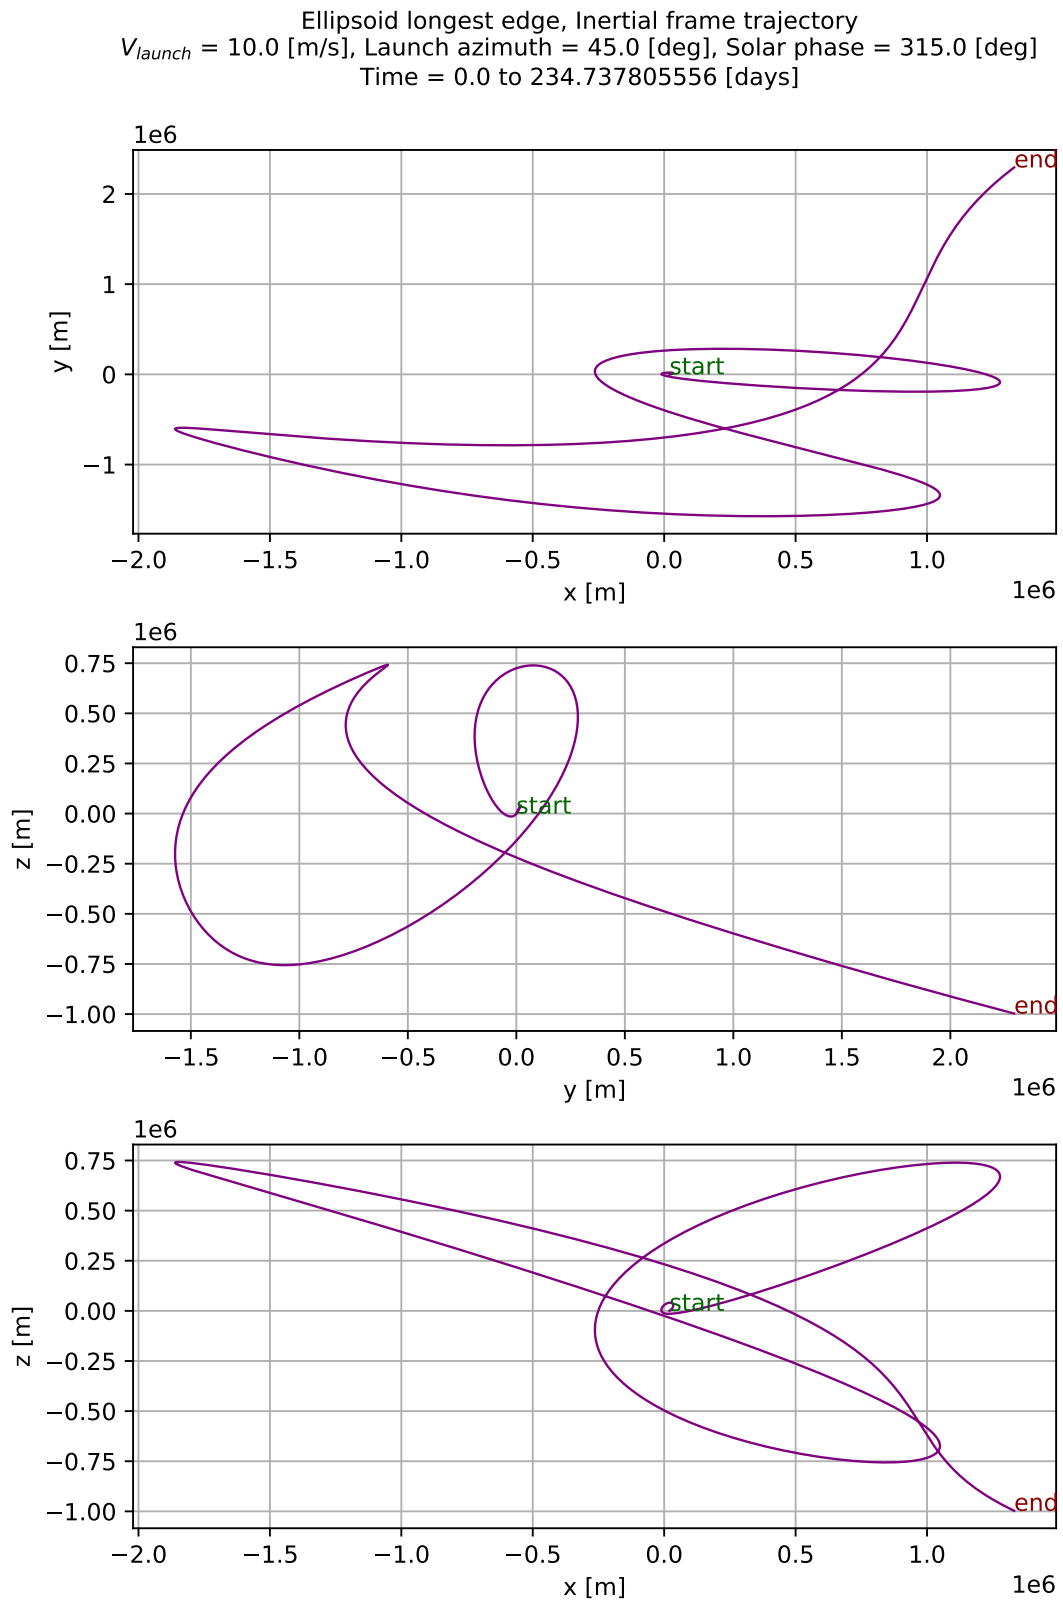 Ellipsoid longest edge, Inertial frame trajectory
V_launch = 10.0 [m/s], Launch azimuth = 45.0 [deg], Solar phase = 315.0 [deg]
Time = 0.0 to 234.737805556 [days]
1e6
end
2
1
y [m]
start
0
−1
−2.0 −1.5 −1.0 −0.5 0.0 0.5 1.0
x [m]
1e6
1e6
0.75
0.50
0.25
start
0.00
z [m]
−0.25
−0.50
−0.75
end
−1.00
−1.5 −1.0 −0.5 0.0 0.5 1.0 1.5 2.0
y [m]
1e6
1e6
0.75
0.50
0.25
start
0.00
z [m]
−0.25
−0.50
−0.75
end
−1.00
−2.0 −1.5 −1.0 −0.5 0.0 0.5 1.0
x [m]
1e6